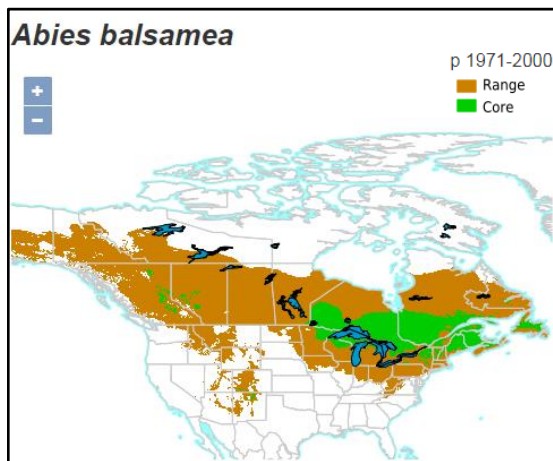 Abies balsamea
p 1971-2000
+
Range
Core
−